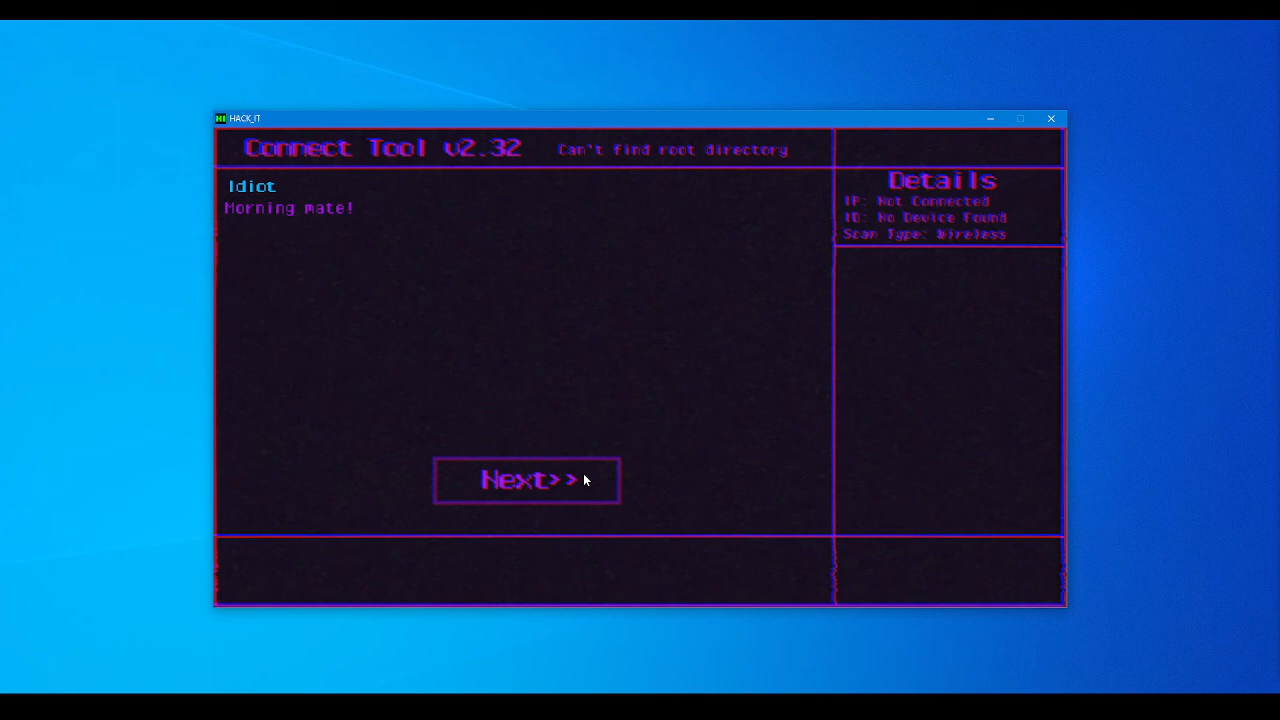 HACK_IT
Connect Tool v2.32
Can't find root directory
Idiot
Morning mate!
Next>>
Details
IP: Not Connected
ID: No Device Found
Scan Type: Wireless